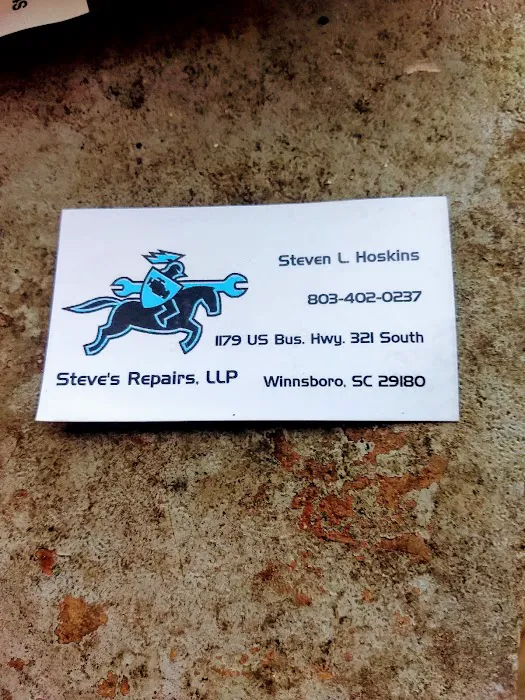 Steven L. Hoskins
803-402-0237
1179 US Bus. Hwy. 321 South
Steve's Repairs, LLP
Winnsboro, SC 29180